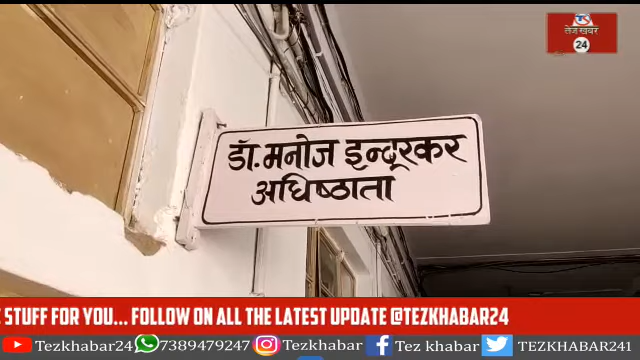 तेज खबर
24
डॉ. मनोज इन्दूरकर
अधिष्ठाता
STUFF FOR YOU... FOLLOW ON ALL THE LATEST UPDATE @TEZKHABAR24
Tezkhabar24 7389479247 Tezkhabar24 Tez khabar TEZKHABAR241